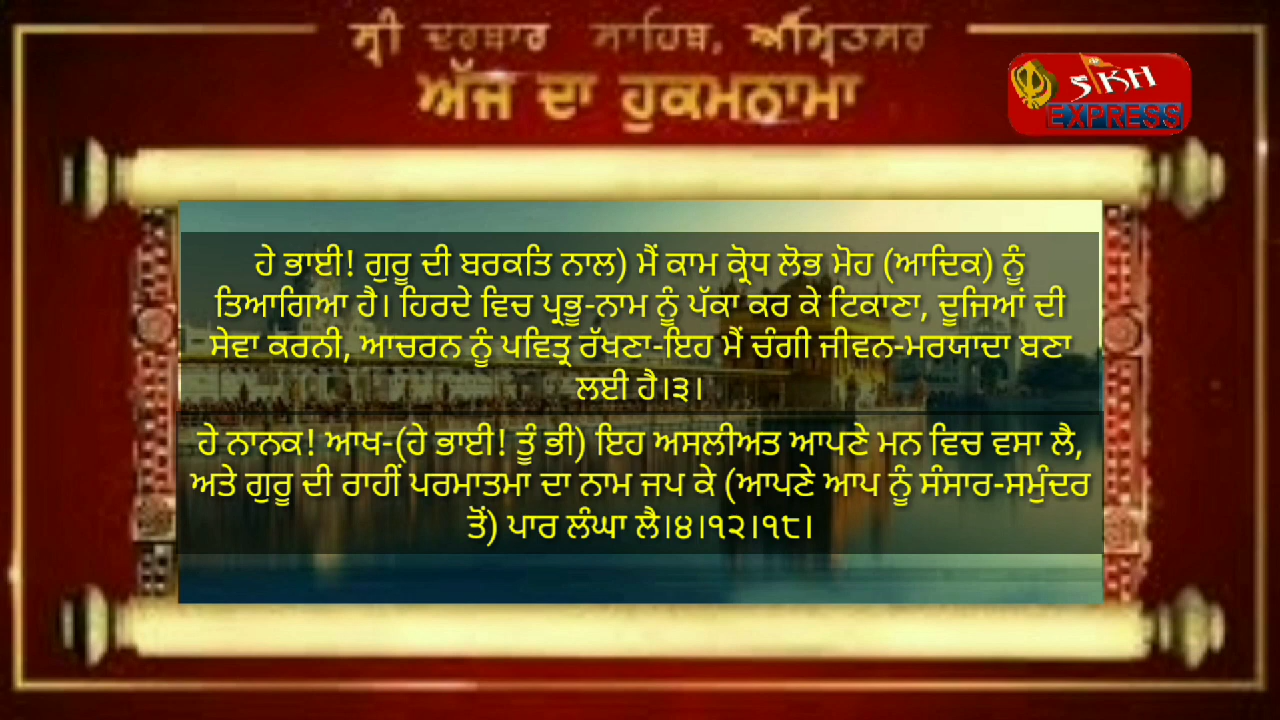 ਸ੍ਰੀ ਦਰਬਾਰ ਸਾਹਿਬ, ਅੰਮ੍ਰਿਤਸਰ
ਅੱਜ ਦਾ ਹੁਕਮਨਾਮਾ
SIKH
EXPRESS
ਹੇ ਭਾਈ! ਗੁਰੂ ਦੀ ਬਰਕਤਿ ਨਾਲ) ਮੈਂ ਕਾਮ ਕ੍ਰੋਧ ਲੋਭ ਮੋਹ (ਆਦਿਕ) ਨੂੰ
ਤਿਆਗਿਆ ਹੈ। ਹਿਰਦੇ ਵਿਚ ਪ੍ਰਭੂ-ਨਾਮ ਨੂੰ ਪੱਕਾ ਕਰ ਕੇ ਟਿਕਾਣਾ, ਦੂਜਿਆਂ ਦੀ
ਸੇਵਾ ਕਰਨੀ, ਆਚਰਨ ਨੂੰ ਪਵਿਤ੍ਰ ਰੱਖਣਾ-ਇਹ ਮੈਂ ਚੰਗੀ ਜੀਵਨ-ਮਰਯਾਦਾ ਬਣਾ
ਲਈ ਹੈ।੩।
ਹੇ ਨਾਨਕ! ਆਖ-(ਹੇ ਭਾਈ! ਤੂੰ ਭੀ) ਇਹ ਅਸਲੀਅਤ ਆਪਣੇ ਮਨ ਵਿਚ ਵਸਾ ਲੈ,
ਅਤੇ ਗੁਰੂ ਦੀ ਰਾਹੀਂ ਪਰਮਾਤਮਾ ਦਾ ਨਾਮ ਜਪ ਕੇ (ਆਪਣੇ ਆਪ ਨੂੰ ਸੰਸਾਰ-ਸਮੁੰਦਰ
ਤੋਂ) ਪਾਰ ਲੰਘਾ ਲੈ।੪।੧੨।੧੮।